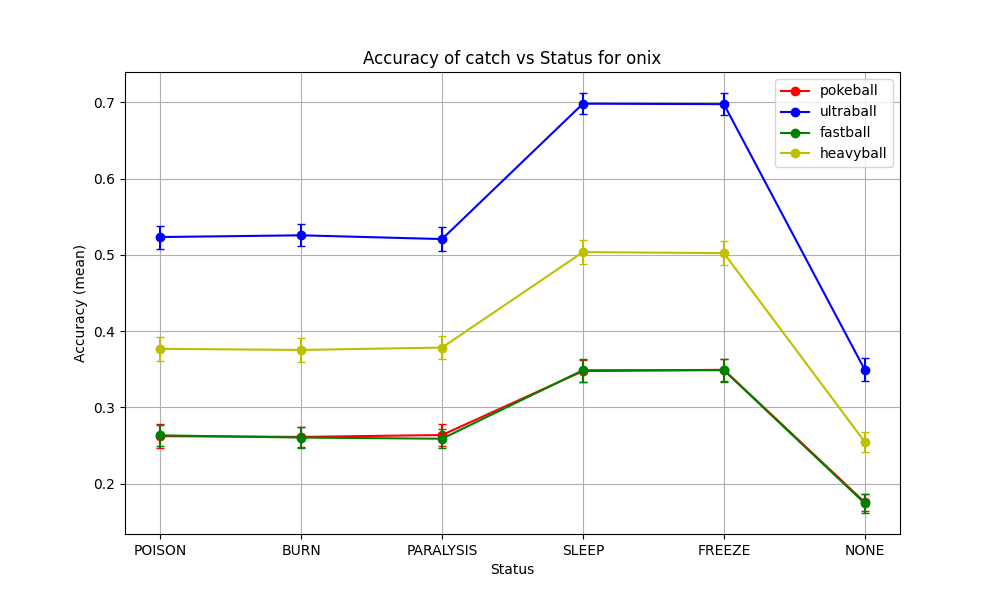 Accuracy of catch vs Status for onix
pokeball
ultraball
fastball
heavyball
Accuracy (mean)
0.7
0.6
0.5
0.4
0.3
0.2
POISON BURN PARALYSIS SLEEP FREEZE NONE
Status